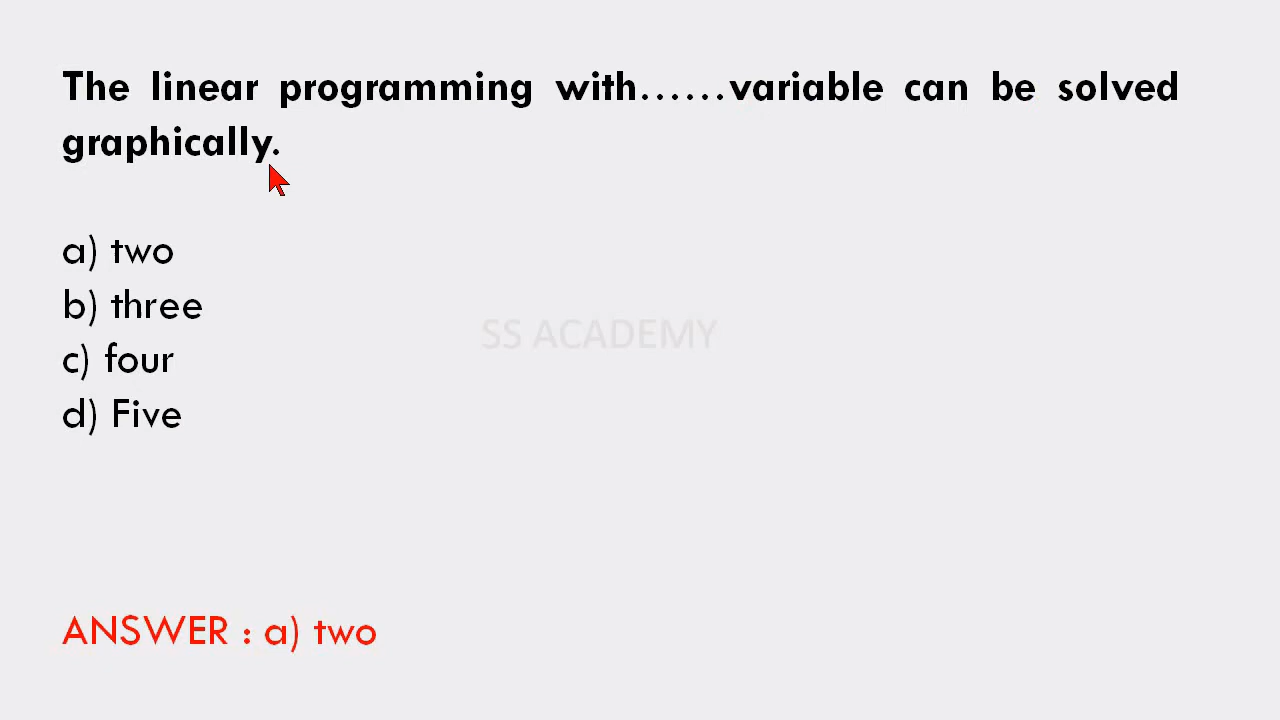 The linear programming with......variable can be solved
graphically.
a) two
b) three
SS ACADEMY
c) four
d) Five
ANSWER : a) two